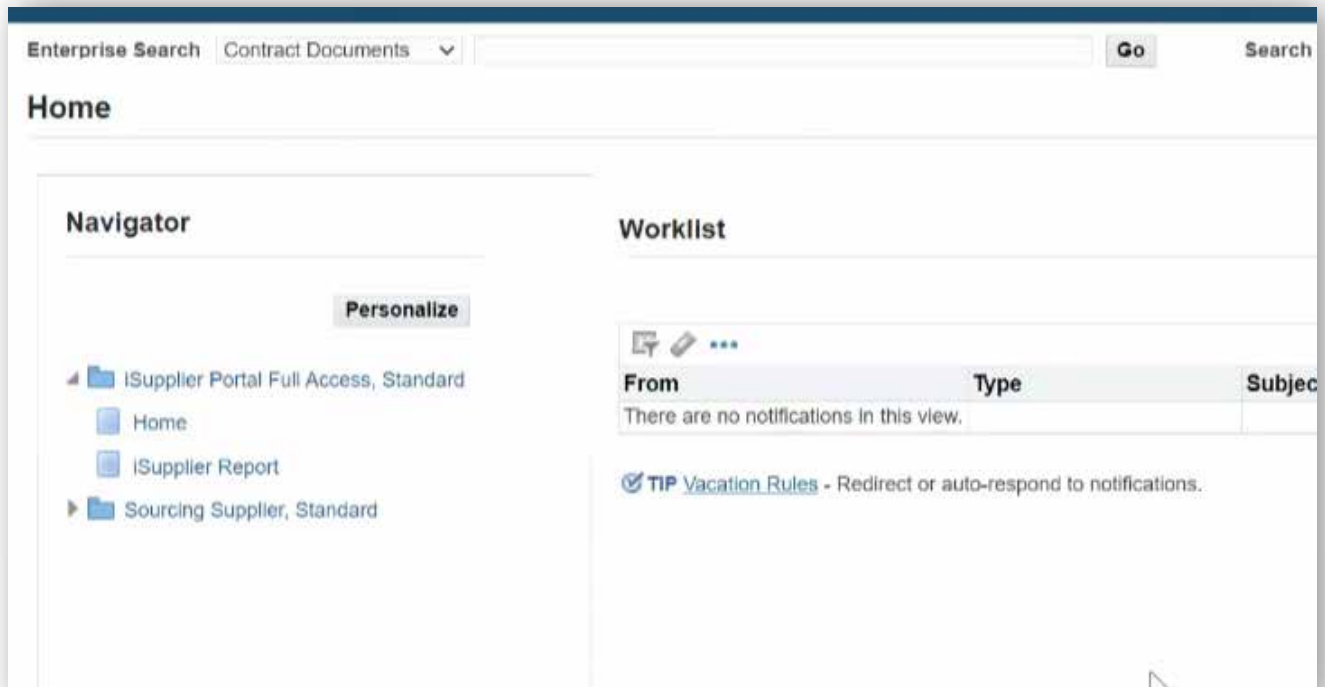 Enterprise Search Contract Documents Go Search
Home
Navigator
Personalize
iSupplier Portal Full Access, Standard
Home
iSupplier Report
Sourcing Supplier, Standard
Worklist
From Type Subjec
There are no notifications in this view.
TIP Vacation Rules - Redirect or auto-respond to notifications.